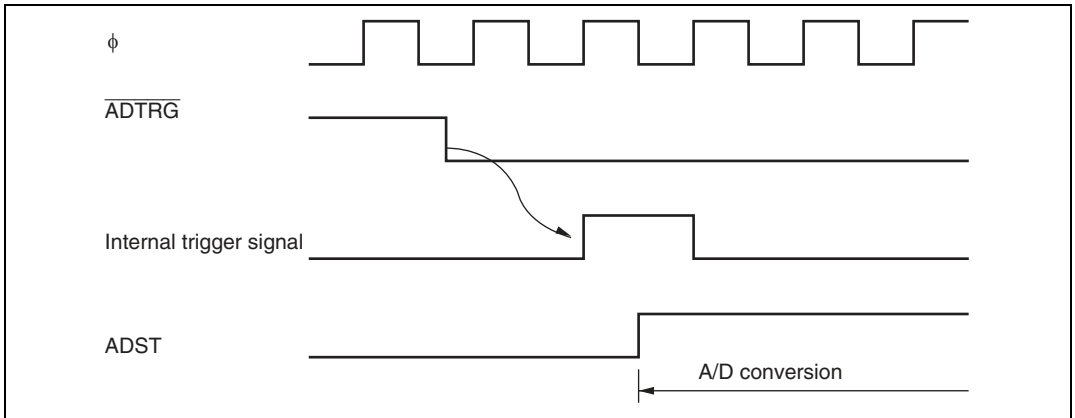 ϕ
ADTRG
Internal trigger signal
ADST
A/D conversion